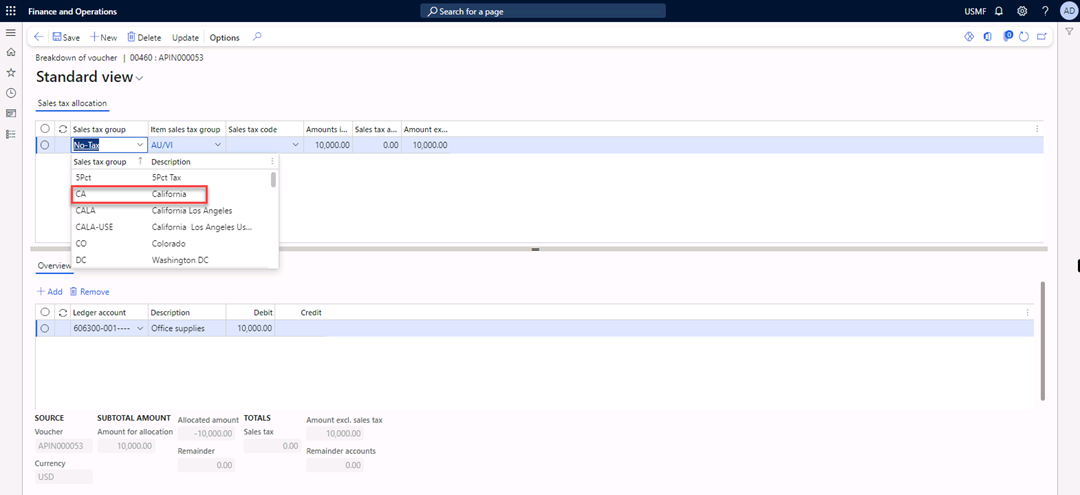 Finance and Operations
Search for a page
USMF
AD
Save
New
Delete
Update
Options
0
Breakdown of voucher | 00460 : APIN000053
Standard view
Sales tax allocation
Sales tax group Item sales tax group Sales tax code Amounts i... Sales tax a... Amount ex...
No-Tax AU/VI 10,000.00 0.00 10,000.00
Sales tax group ↑ Description
5Pct 5Pct Tax
CA California
CALA California Los Angeles
CALA-USE California Los Angeles Us...
CO Colorado
DC Washington DC
Overview
Add Remove
Ledger account Description Debit Credit
606300-001---- Office supplies 10,000.00
SOURCE SUBTOTAL AMOUNT Allocated amount TOTALS Amount excl. sales tax
Voucher Amount for allocation -10,000.00 Sales tax 10,000.00
APIN000053 10,000.00 Remainder 0.00 Remainder accounts
Currency 0.00 0.00
USD